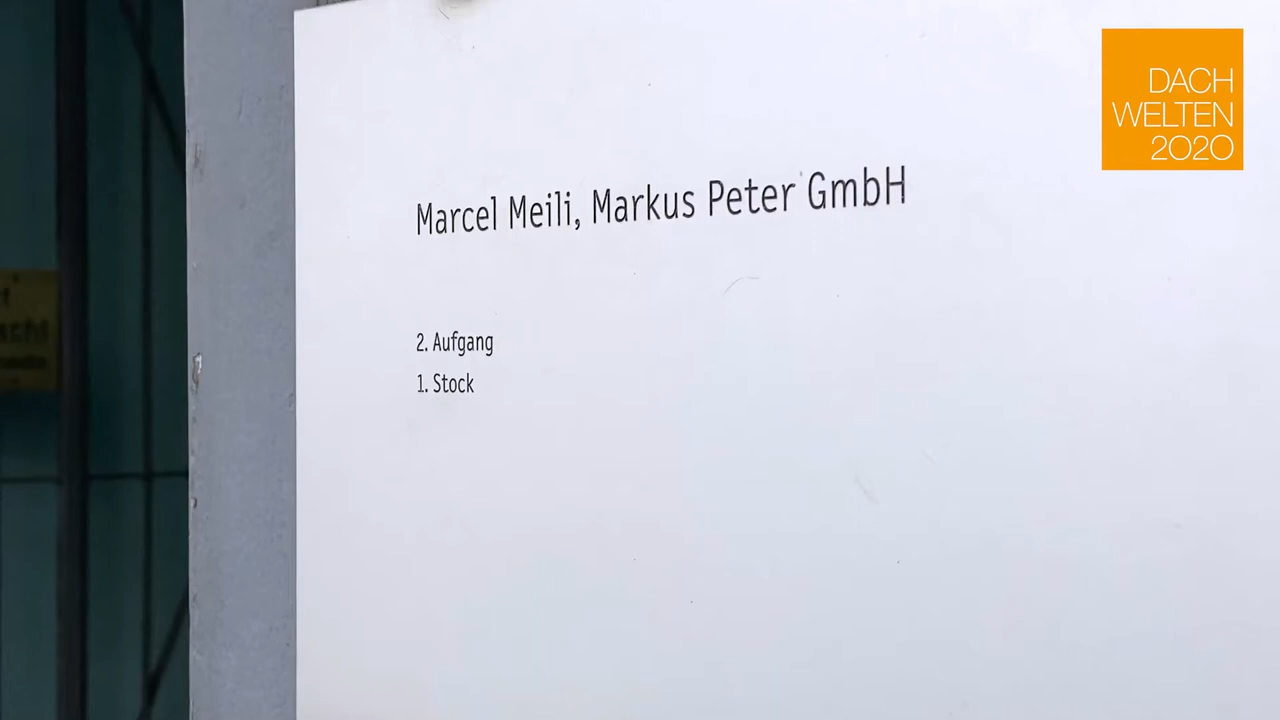 DACH
WELTEN
2020
Marcel Meili, Markus Peter GmbH
2. Aufgang
1. Stock